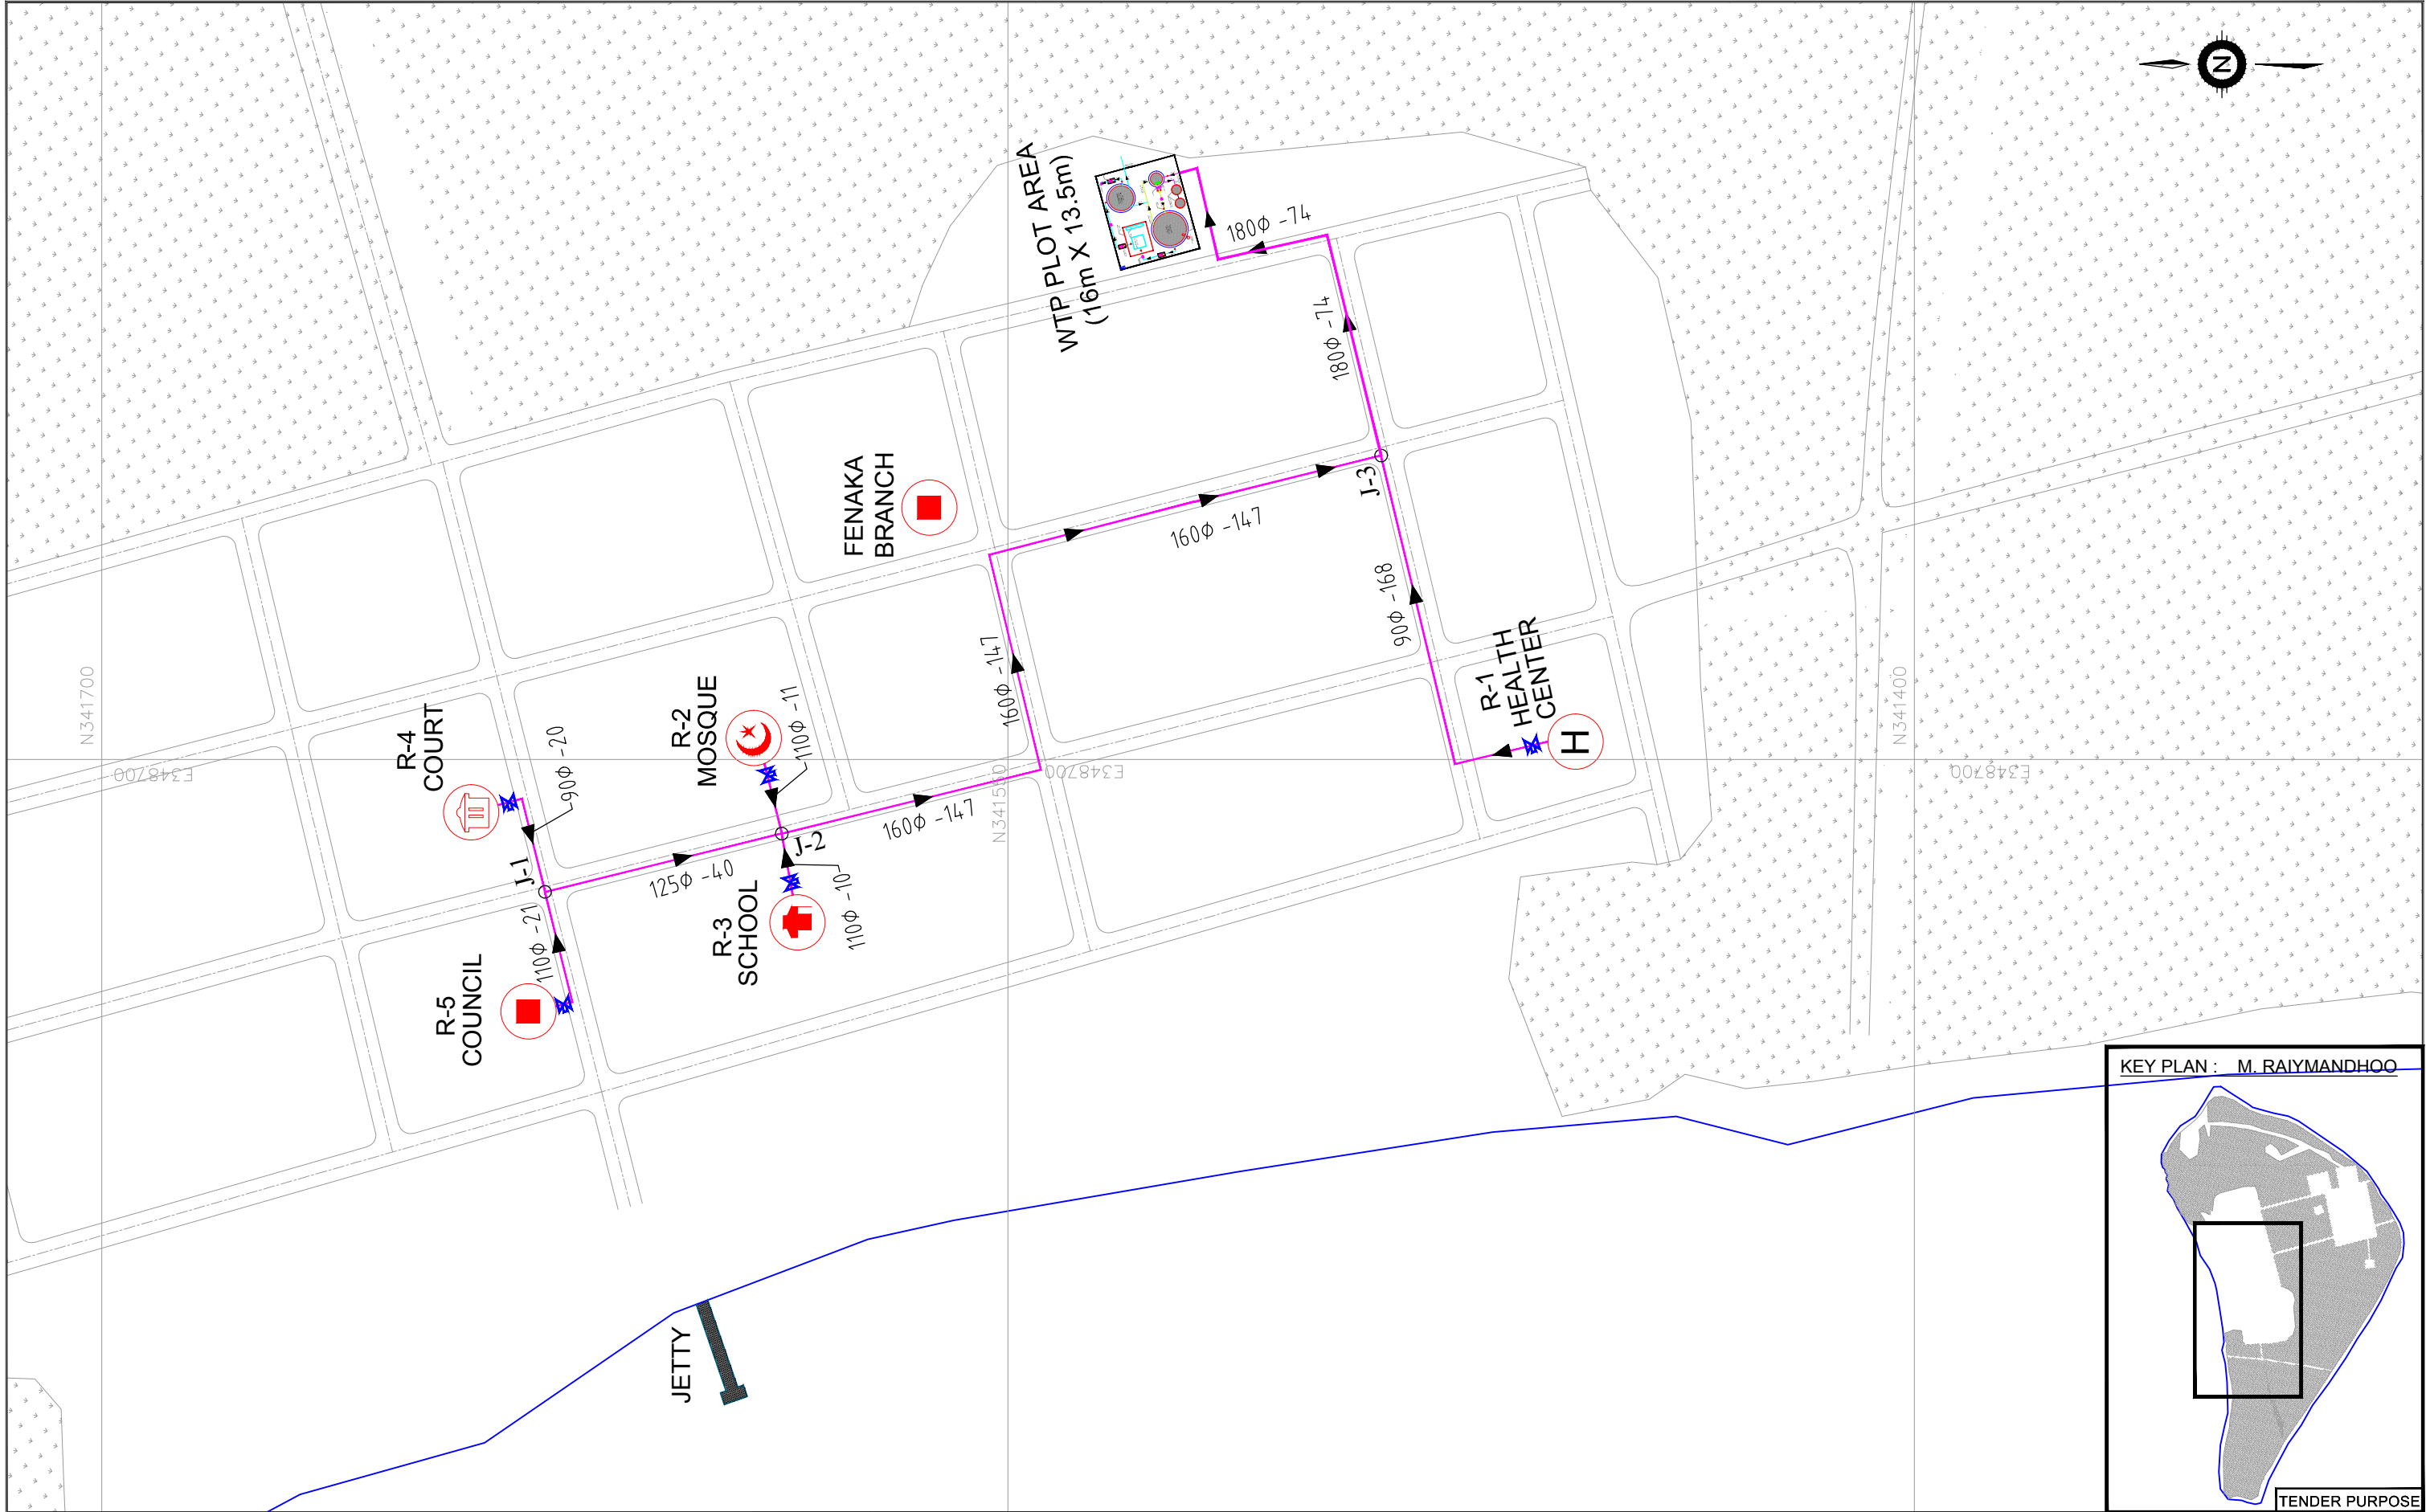 N
WTP PLOT AREA
(16m X 13.5m)
180Φ -74
180Φ -74
FENAKA
BRANCH
J-3
160Φ -147
90Φ -168
160Φ -147
R-1
HEALTH
CENTER
H
N341700
N341550
N341400
E348700
E348700
E348700
R-4
COURT
90Φ -20
R-2
MOSQUE
110Φ -11
J-1
J-2
125Φ -40
160Φ -147
110Φ -21
R-3
SCHOOL
110Φ -10
R-5
COUNCIL
JETTY
KEY PLAN : M. RAIYMANDHOO
TENDER PURPOSE